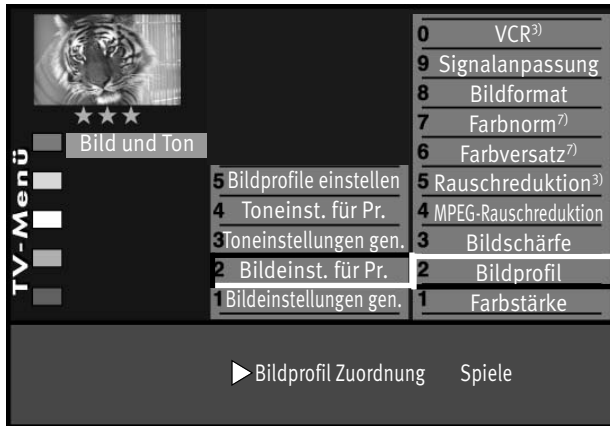 TV-Menü
Bild und Ton
5 Bildprofile einstellen
4 Toneinst. für Pr.
3 Toneinstellungen gen.
2 Bildeinst. für Pr.
1 Bildeinstellungen gen.
0 VCR3)
9 Signalanpassung
8 Bildformat
7 Farbnorm7)
6 Farbversatz7)
5 Rauschreduktion3)
4 MPEG-Rauschreduktion
3 Bildschärfe
2 Bildprofil
1 Farbstärke
Bildprofil Zuordnung Spiele